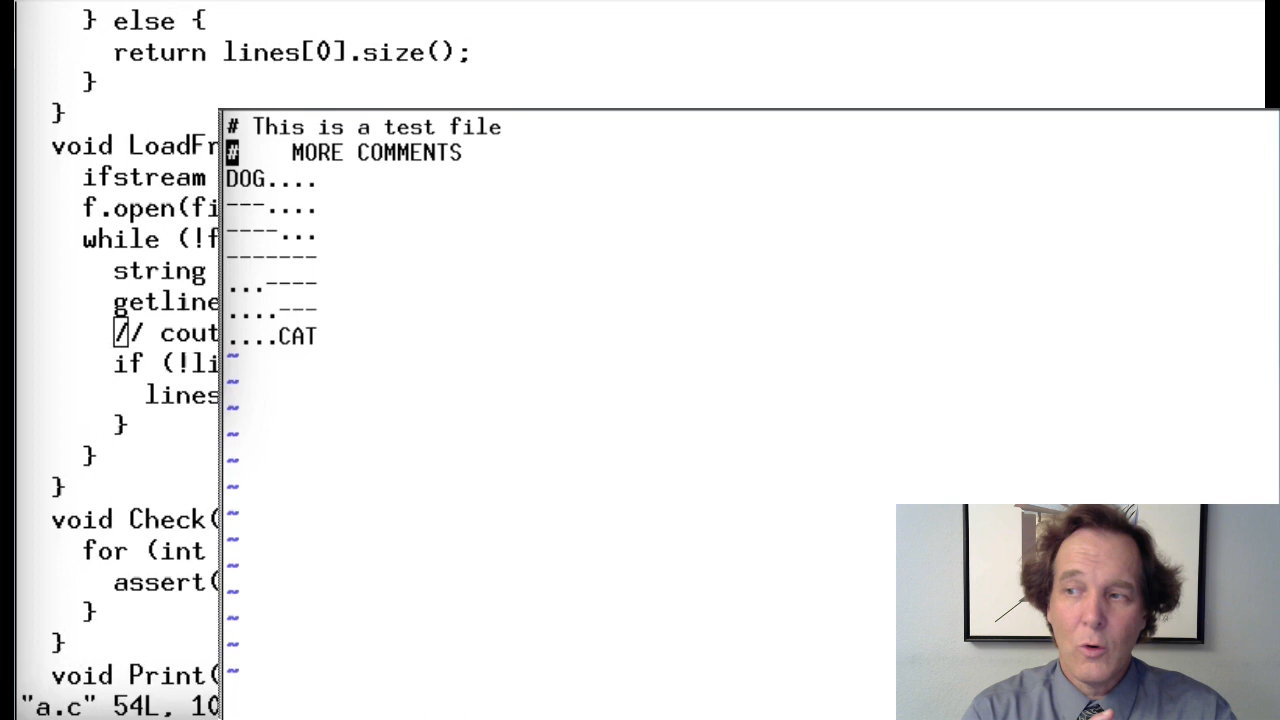 } else {
return lines[0].size();
}
}
void LoadFr
ifstream
f.open(fi
while (!f
string
getline
// cout
if (!li
lines
}
}
}
void Check(
for (int
assert(
}
}
void Print(
"a.c" 54L, 10
# This is a test file
#    MORE COMMENTS
DOG....
---....
----...
-------
...----
....---
....CAT
~
~
~
~
~
~
~
~
~
~
~
~
~